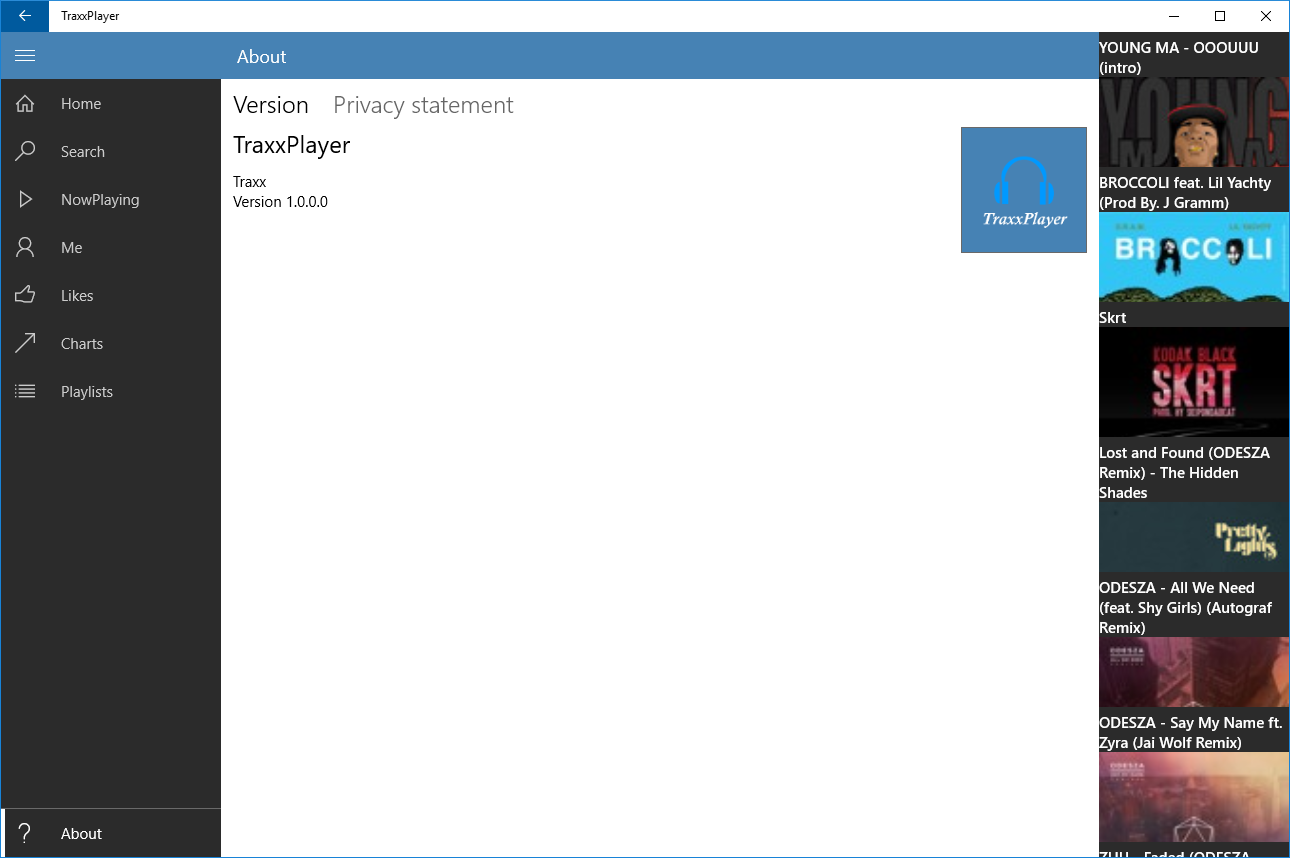 TraxxPlayer
About
Home
Search
NowPlaying
Me
Likes
Charts
Playlists
About
Version
Privacy statement
TraxxPlayer
Traxx
Version 1.0.0.0
TraxxPlayer
YOUNG MA - OOOUUU
(intro)
YOUNG
MA
BROCCOLI feat. Lil Yachty
(Prod By. J Gramm)
D.R.A.M.
LIL YACHTY
BROCCOLI
Skrt
KODAK BLACK
SKRT
Lost and Found (ODESZA
Remix) - The Hidden
Shades
Pretty
Lights
ODESZA - All We Need
(feat. Shy Girls) (Autograf
Remix)
ODESZA
ODESZA - Say My Name ft.
Zyra (Jai Wolf Remix)
ODESZA
ZHU - Faded (ODESZA